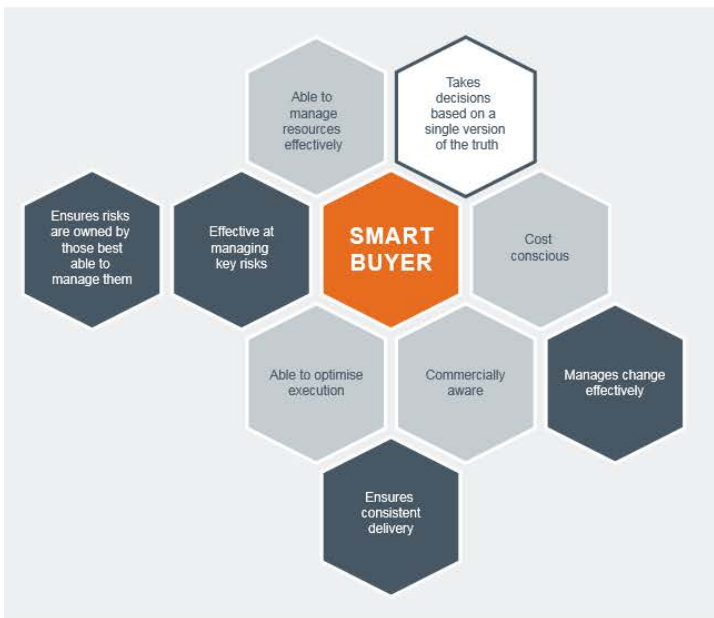 Able to
manage
resources
effectively
Takes
decisions
based on a
single version
of the truth
Ensures risks
are owned by
those best
able to
manage them
Effective at
managing
key risks
SMART
BUYER
Cost
conscious
Able to optimise
execution
Commercially
aware
Manages change
effectively
Ensures
consistent
delivery